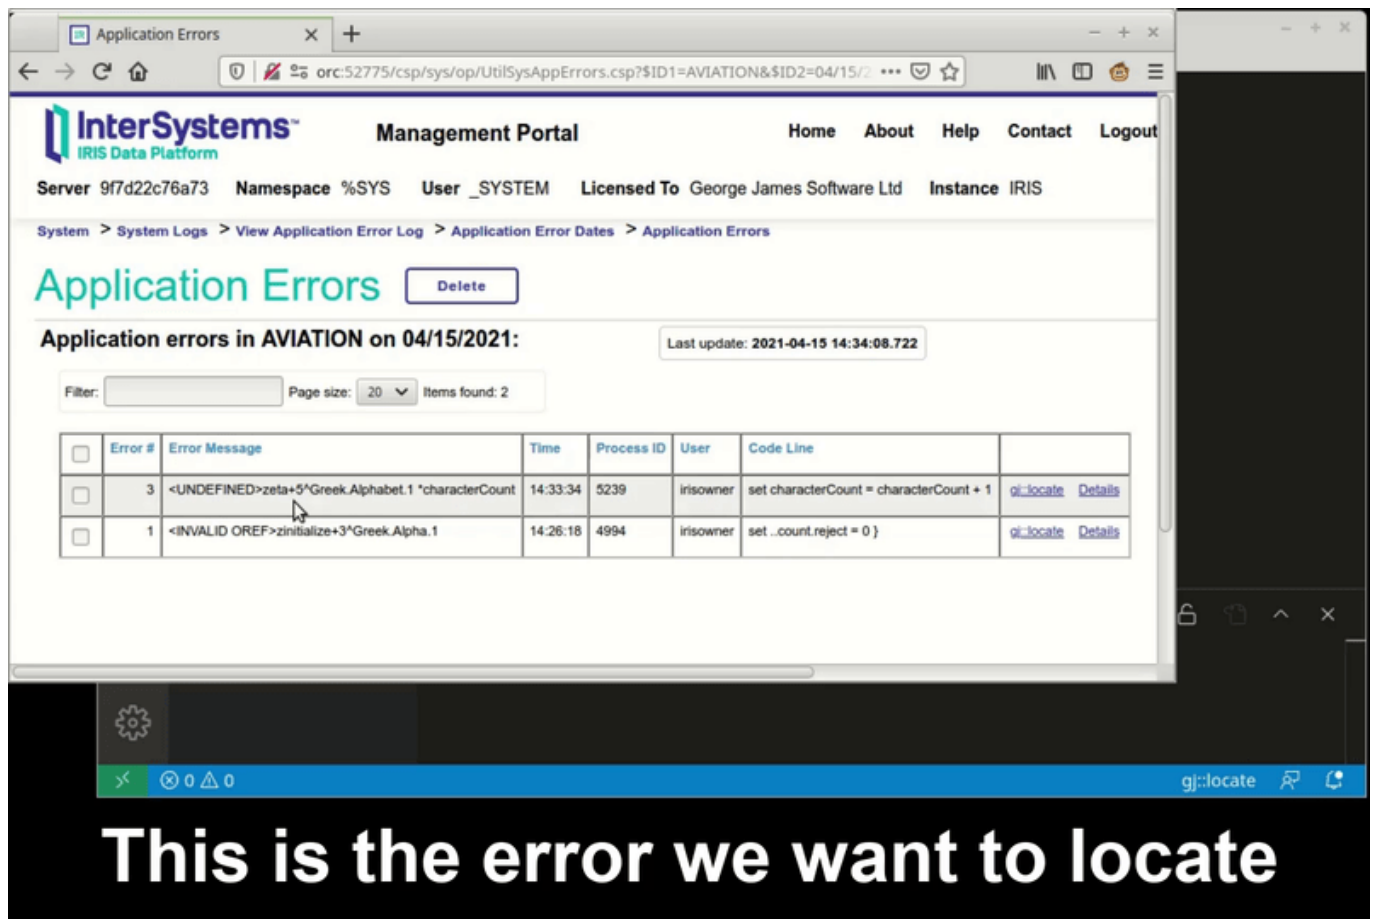 Application Errors
orc:52775/csp/sys/op/UtilSysAppErrors.csp?$ID1=AVIATION&$ID2=04/15/2
InterSystems™
IRIS Data Platform
Management Portal
Home About Help Contact Logout
Server 9f7d22c76a73 Namespace %SYS User _SYSTEM Licensed To George James Software Ltd Instance IRIS
System > System Logs > View Application Error Log > Application Error Dates > Application Errors
Application Errors Delete
Application errors in AVIATION on 04/15/2021: Last update: 2021-04-15 14:34:08.722
Filter: Page size: 20 Items found: 2
Error # Error Message Time Process ID User Code Line
3 <UNDEFINED>zeta+5^Greek.Alphabet.1 *characterCount 14:33:34 5239 irisowner set characterCount = characterCount + 1 gj::locate Details
1 <INVALID OREF>zinitialize+3^Greek.Alpha.1 14:26:18 4994 irisowner set ..count.reject = 0 } gj::locate Details
0 0 gj::locate
This is the error we want to locate